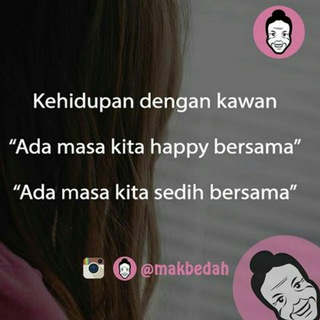 Kehidupan dengan kawan
“Ada masa kita happy bersama”
“Ada masa kita sedih bersama”
@makbedah